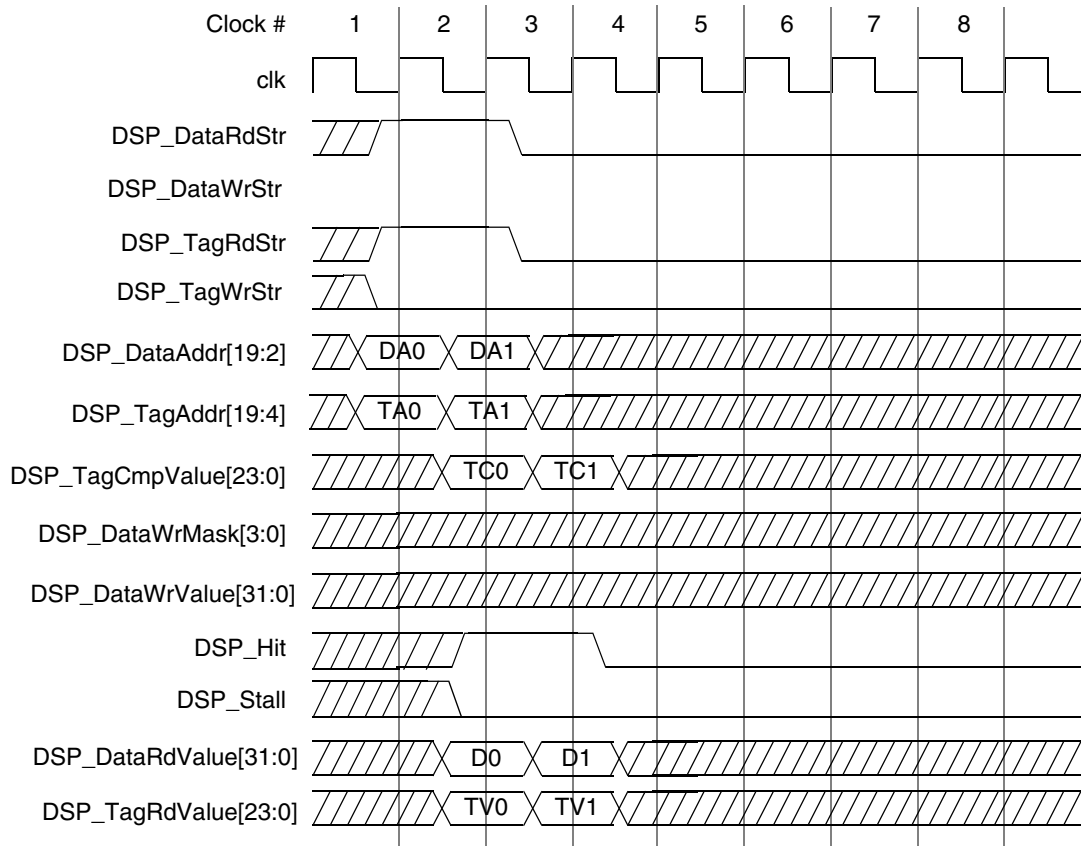 Clock # 1 2 3 4 5 6 7 8
clk
DSP_DataRdStr
DSP_DataWrStr
DSP_TagRdStr
DSP_TagWrStr
DSP_DataAddr[19:2] DA0 DA1
DSP_TagAddr[19:4] TA0 TA1
DSP_TagCmpValue[23:0] TC0 TC1
DSP_DataWrMask[3:0]
DSP_DataWrValue[31:0]
DSP_Hit
DSP_Stall
DSP_DataRdValue[31:0] D0 D1
DSP_TagRdValue[23:0] TV0 TV1